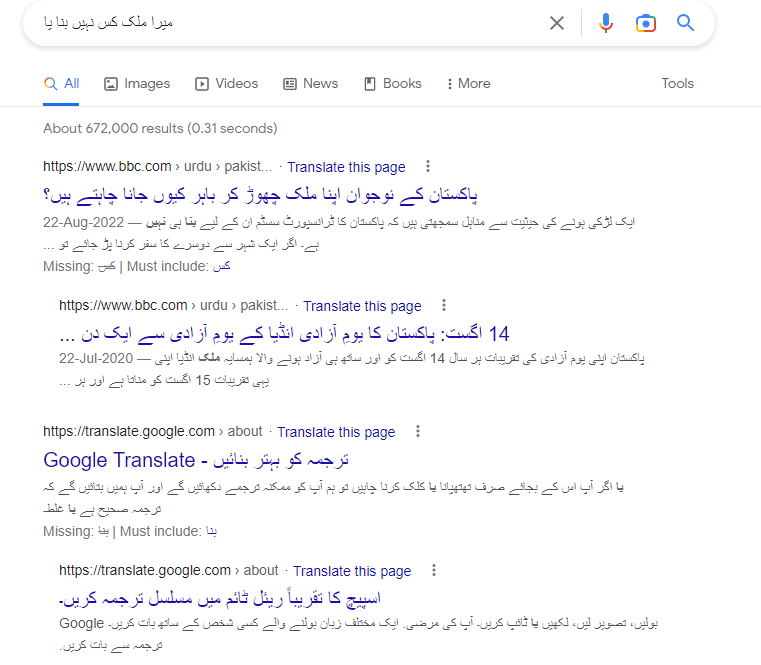 میرا ملک کس نہیں بنا یا
All Images Videos News Books More Tools
About 672,000 results (0.31 seconds)
https://www.bbc.com › urdu › pakist... · Translate this page
پاکستان کے نوجوان اپنا ملک چھوڑ کر باہر کیوں جانا چاہتے ہیں؟
22-Aug-2022 — ایک لڑکی ہونے کی حیثیت سے مناہل سمجھتی ہیں کہ پاکستان کا ٹرانسپورٹ سسٹم ان کے لیے بنا ہی نہیں
ہے۔ اگر ایک شہر سے دوسرے کا سفر کرنا پڑ جائے تو ...
Missing: کس | Must include: کس
https://www.bbc.com › urdu › pakist... · Translate this page
14 اگست: پاکستان کا یومِ آزادی انڈیا کے یومِ آزادی سے ایک دن ...
22-Jul-2020 — پاکستان اپنی یوم آزادی کی تقریبات ہر سال 14 اگست کو اور ساتھ ہی آزاد ہونے والا ہمسایہ ملک انڈیا اپنی
یہی تقریبات 15 اگست کو مناتا ہے اور ہر ...
https://translate.google.com › about · Translate this page
Google Translate - ترجمہ کو بہتر بنائیں
یا اگر آپ اس کے بجائے صرف تھتھپانا یا کلک کرنا چاہیں تو ہم آپ کو ممکنہ ترجمے دکھائیں گے اور آپ ہمیں بتائیں گے کہ
ترجمہ صحیح ہے یا غلط۔
Missing: بنا | Must include: بنا
https://translate.google.com › about · Translate this page
اسپیچ کا تقریباً ریئل ٹائم میں مسلسل ترجمہ کریں۔
بولیں، تصویر لیں، لکھیں یا ٹائپ کریں۔ آپ کی مرضی. ایک مختلف زبان بولنے والے کسی شخص کے ساتھ بات کریں۔ Google
ترجمہ سے بات کریں.